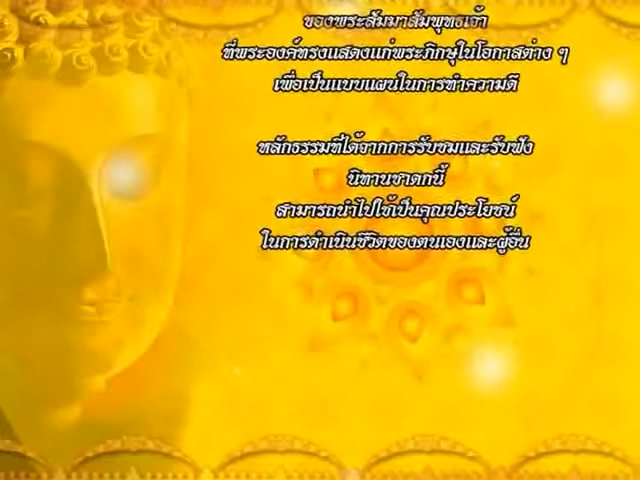 ของพระสัมมาสัมพุทธเจ้า
ที่พระองค์ทรงแสดงแก่พระภิกษุในโอกาสต่าง ๆ
เพื่อเป็นแบบแผนในการทำความดี
หลักธรรมที่ได้จากการรับชมและรับฟัง
นิทานชาดกนี้
สามารถนำไปใช้เป็นคุณประโยชน์
ในการดำเนินชีวิตของตนเองและผู้อื่น